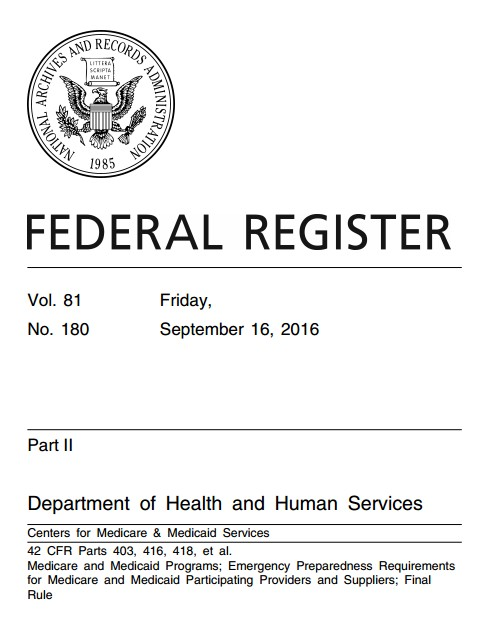 NATIONAL ARCHIVES AND RECORDS ADMINISTRATION
LITTERA
SCRIPTA
MANET
1985
FEDERAL REGISTER
Vol. 81 Friday,
No. 180 September 16, 2016
Part II
Department of Health and Human Services
Centers for Medicare & Medicaid Services
42 CFR Parts 403, 416, 418, et al.
Medicare and Medicaid Programs; Emergency Preparedness Requirements
for Medicare and Medicaid Participating Providers and Suppliers; Final
Rule